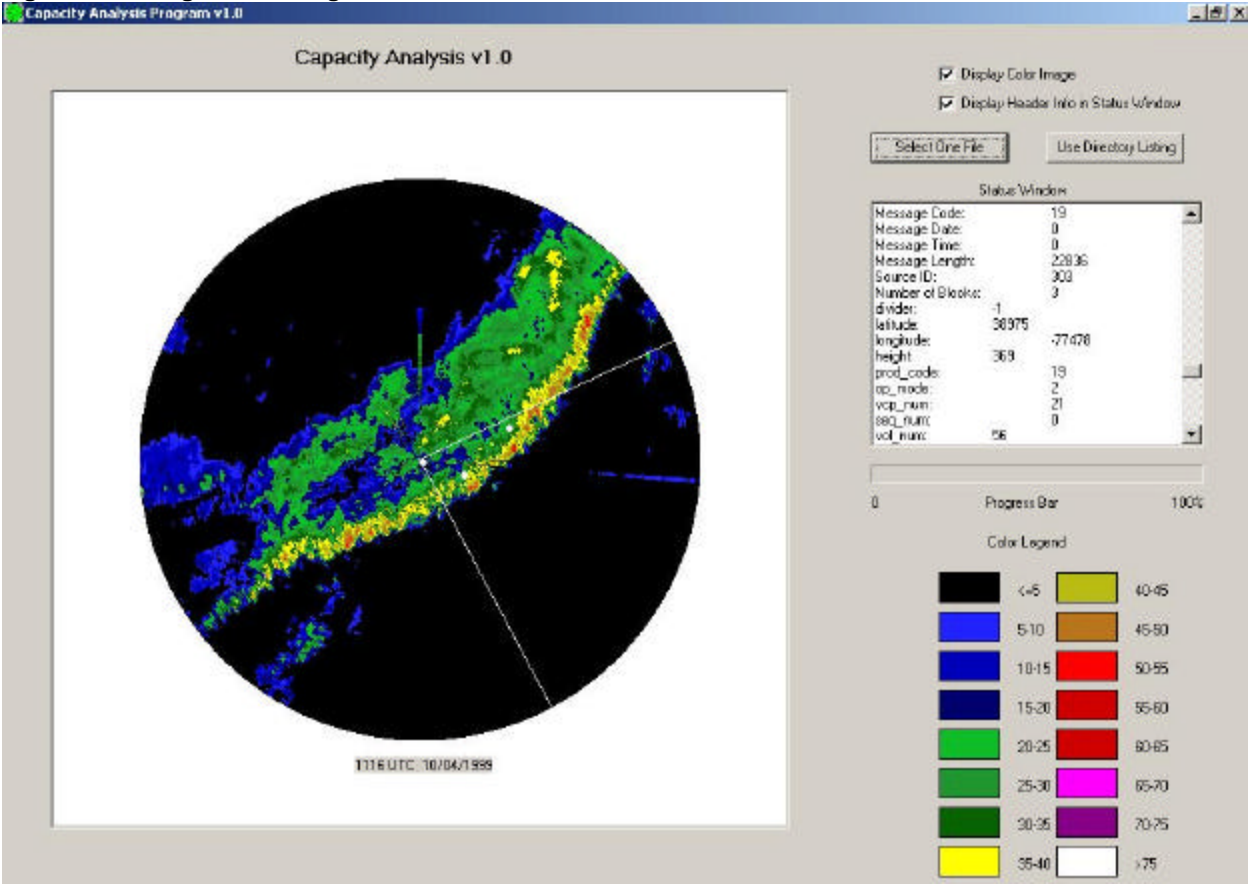 Capacity Analysis Program v1.0
Capacity Analysis v1.0
Display Color Image
Display Header Info in Status Window
Select One File
Use Directory Listing
Status Window
Message Code: 19
Message Date: 0
Message Time: 0
Message Length: 22836
Source ID: 303
Number of Blocks: 3
divider: -1
latitude: 38975
longitude: -77478
height: 369
prod_code: 19
op_mode: 2
vcp_num: 21
seq_num: 0
vol_num: 56
0 Progress Bar 100%
Color Legend
<=5 40-45
5-10 45-50
10-15 50-55
15-20 55-60
20-25 60-65
25-30 65-70
30-35 70-75
35-40 >75
1116 UTC 10/04/1999